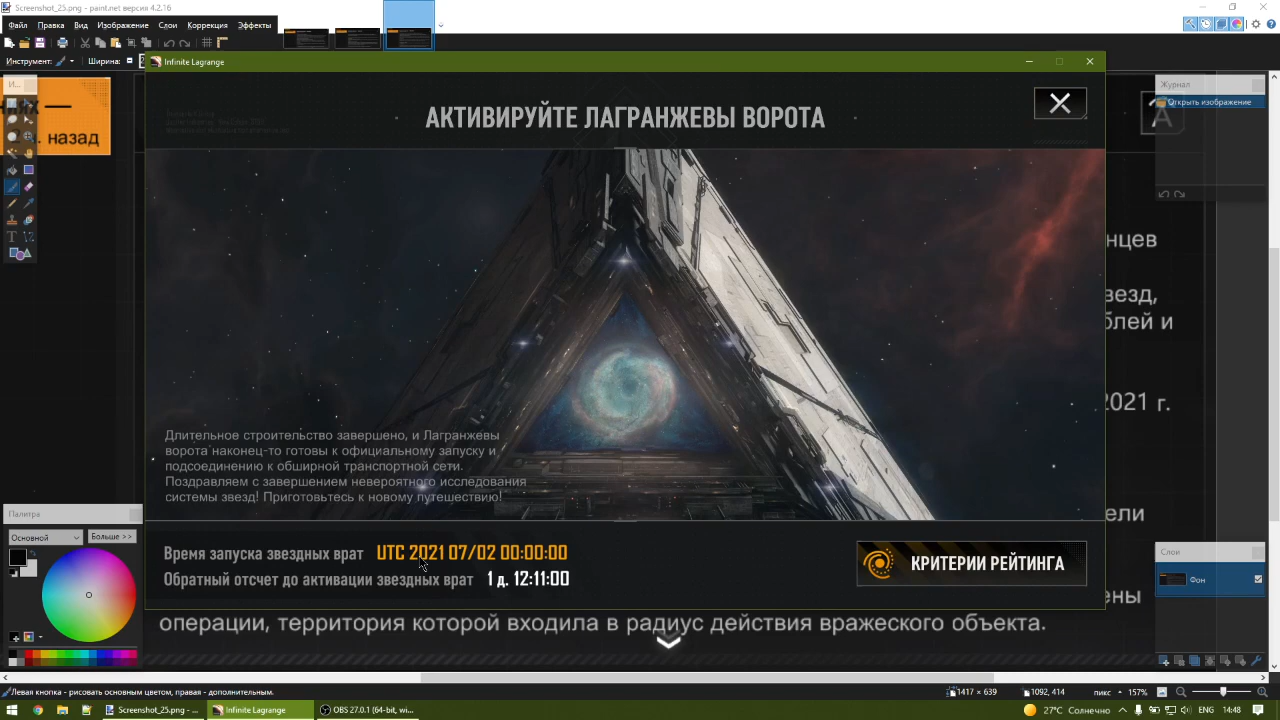 Screenshot_25.png - paint.net версия 4.2.16
Файл Правка Вид Изображение Слои Коррекция Эффекты
Инструмент: Ширина:
Infinite Lagrange
И...
Журнал
Открыть изображение
АКТИВИРУЙТЕ ЛАГРАНЖЕВЫ ВОРОТА
назад
А
нцев
везд,
блей и
2021 г.
ели
ены
Длительное строительство завершено, и Лагранжевы
ворота наконец-то готовы к официальному запуску и
подсоединению к обширной транспортной сети.
Поздравляем с завершением невероятного исследования
системы звезд! Приготовьтесь к новому путешествию!
Палитра
Основной Больше >>
Время запуска звездных врат UTC 2021 07/02 00:00:00
Обратный отсчет до активации звездных врат 1 д. 12:11:00
КРИТЕРИИ РЕЙТИНГА
Слои
Фон
операции, территория которой входила в радиус действия вражеского объекта.
Левая кнопка - рисовать основным цветом, правая - дополнительным.
1417 × 639 1092, 414 пикс 157%
Screenshot_25.png - ... Infinite Lagrange OBS 27.0.1 (64-bit, wi...
27°C Солнечно ENG 14:48